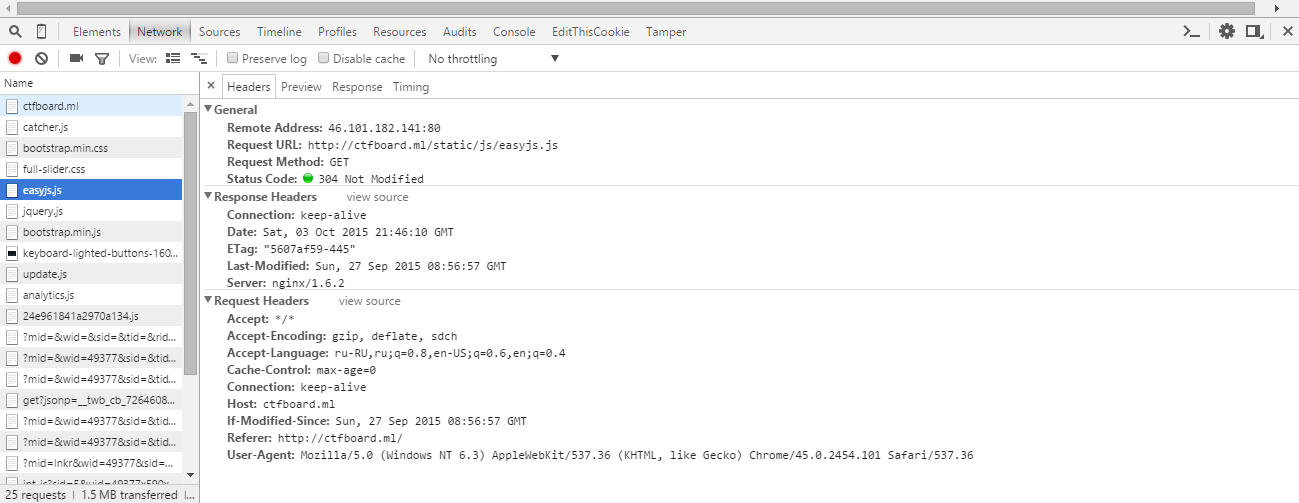 Elements Network Sources Timeline Profiles Resources Audits Console EditThisCookie Tamper
View: Preserve log Disable cache No throttling
Name
ctfboard.ml
catcher.js
bootstrap.min.css
full-slider.css
easyjs.js
jquery.js
bootstrap.min.js
keyboard-lighted-buttons-160...
update.js
analytics.js
24e961841a2970a134.js
?mid=&wid=&sid=&tid=&rid...
?mid=&wid=49377&sid=&tid...
?mid=&wid=49377&sid=&tid...
get?jsonp=__twb_cb_7264608...
?mid=&wid=49377&sid=&tid...
?mid=&wid=49377&sid=&tid...
?mid=lnkr&wid=49377&sid=...
25 requests | 1.5 MB transferred | ...
× Headers Preview Response Timing
General
Remote Address: 46.101.182.141:80
Request URL: http://ctfboard.ml/static/js/easyjs.js
Request Method: GET
Status Code: 304 Not Modified
Response Headers view source
Connection: keep-alive
Date: Sat, 03 Oct 2015 21:46:10 GMT
ETag: "5607af59-445"
Last-Modified: Sun, 27 Sep 2015 08:56:57 GMT
Server: nginx/1.6.2
Request Headers view source
Accept: */*
Accept-Encoding: gzip, deflate, sdch
Accept-Language: ru-RU,ru;q=0.8,en-US;q=0.6,en;q=0.4
Cache-Control: max-age=0
Connection: keep-alive
Host: ctfboard.ml
If-Modified-Since: Sun, 27 Sep 2015 08:56:57 GMT
Referer: http://ctfboard.ml/
User-Agent: Mozilla/5.0 (Windows NT 6.3) AppleWebKit/537.36 (KHTML, like Gecko) Chrome/45.0.2454.101 Safari/537.36